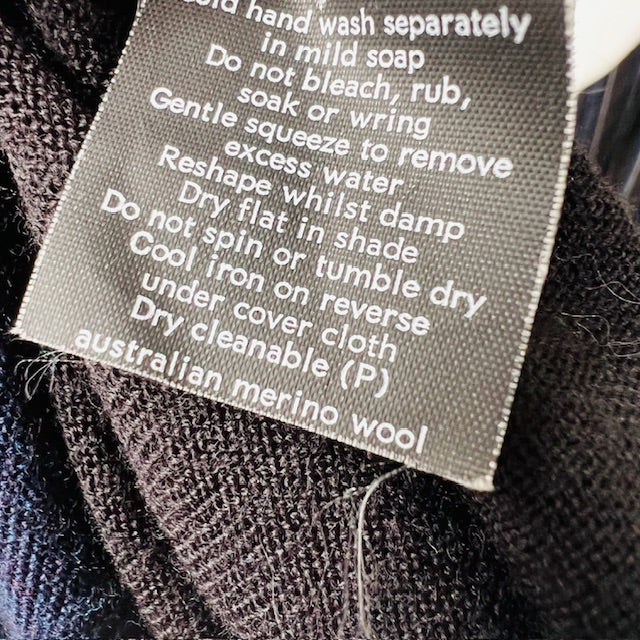 hand wash separately
in mild soap
Do not bleach, rub,
soak or wring
Gentle squeeze to remove
excess water
Reshape whilst damp
Dry flat in shade
Do not spin or tumble dry
Cool iron on reverse
under cover cloth
Dry cleanable (P)
australian merino wool